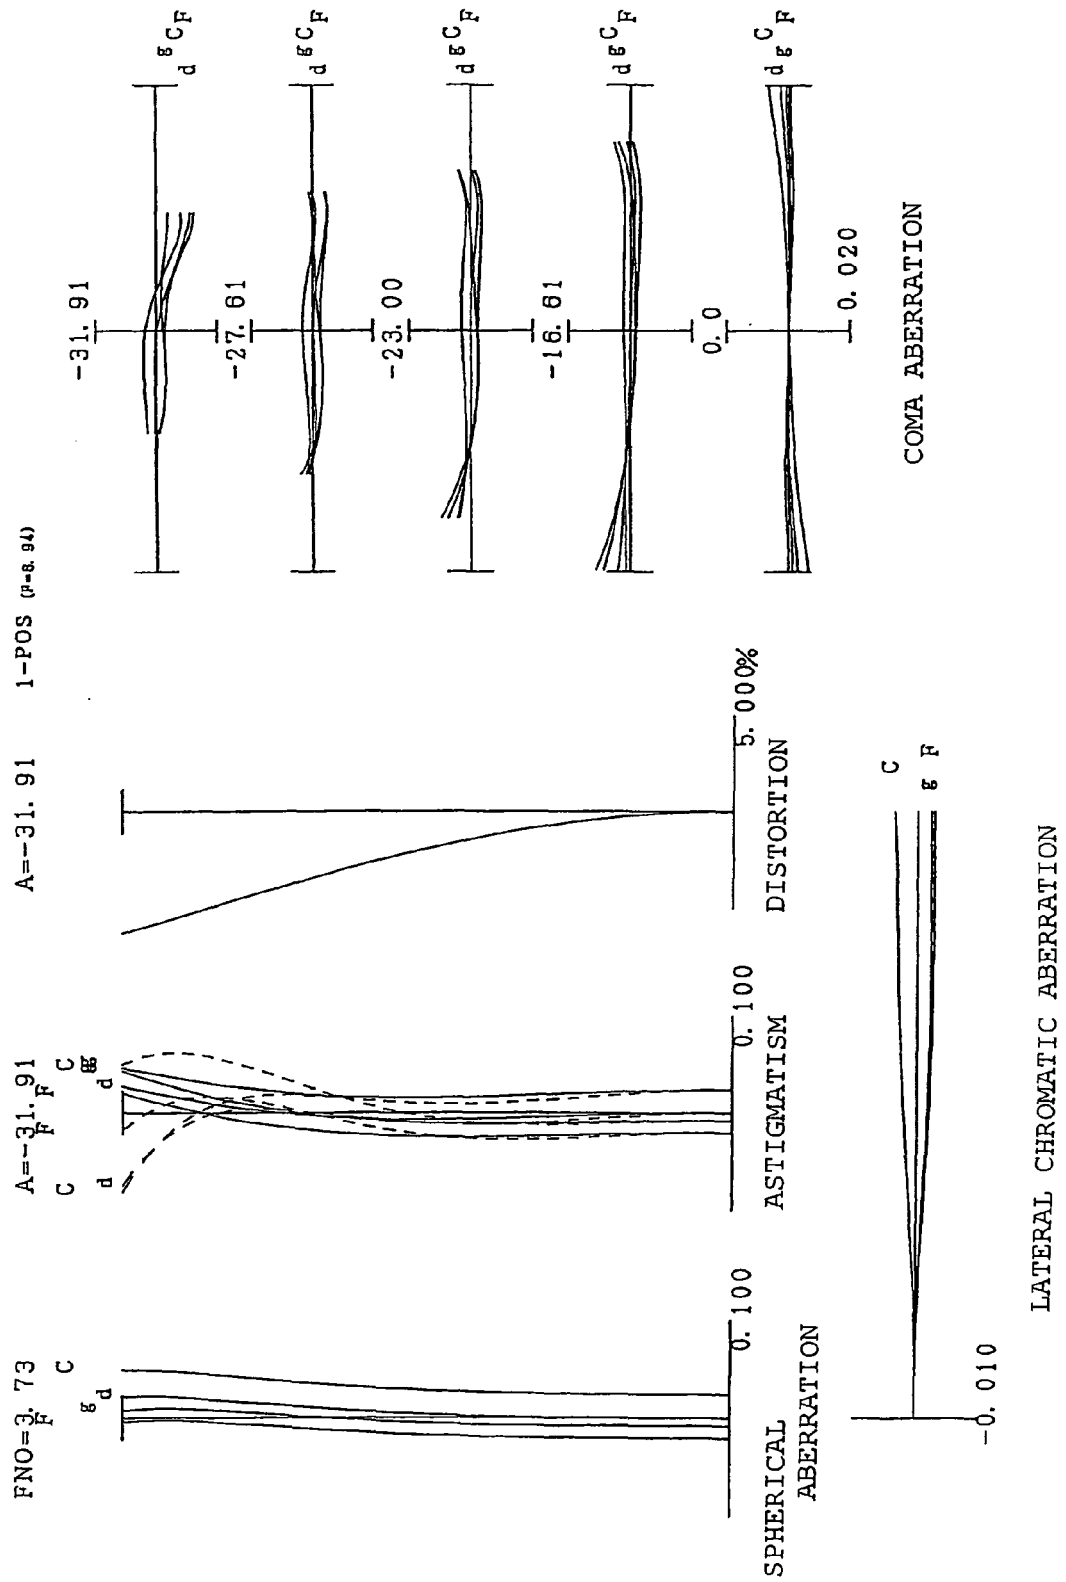 FNO=3. 73
F
C
g
d
0. 100
SPHERICAL
ABERRATION
A=-31. 91
F
F
C
C
d
d
g
0. 100
ASTIGMATISM
A=-31. 91
5. 000%
DISTORTION
1-POS (F=8. 94)
-31. 91
d g C F
-27. 61
d g C F
-23. 00
d g C F
-16. 61
d g C F
0. 0
d g C F
0. 020
COMA ABERRATION
-0. 010
C
g F
LATERAL CHROMATIC ABERRATION